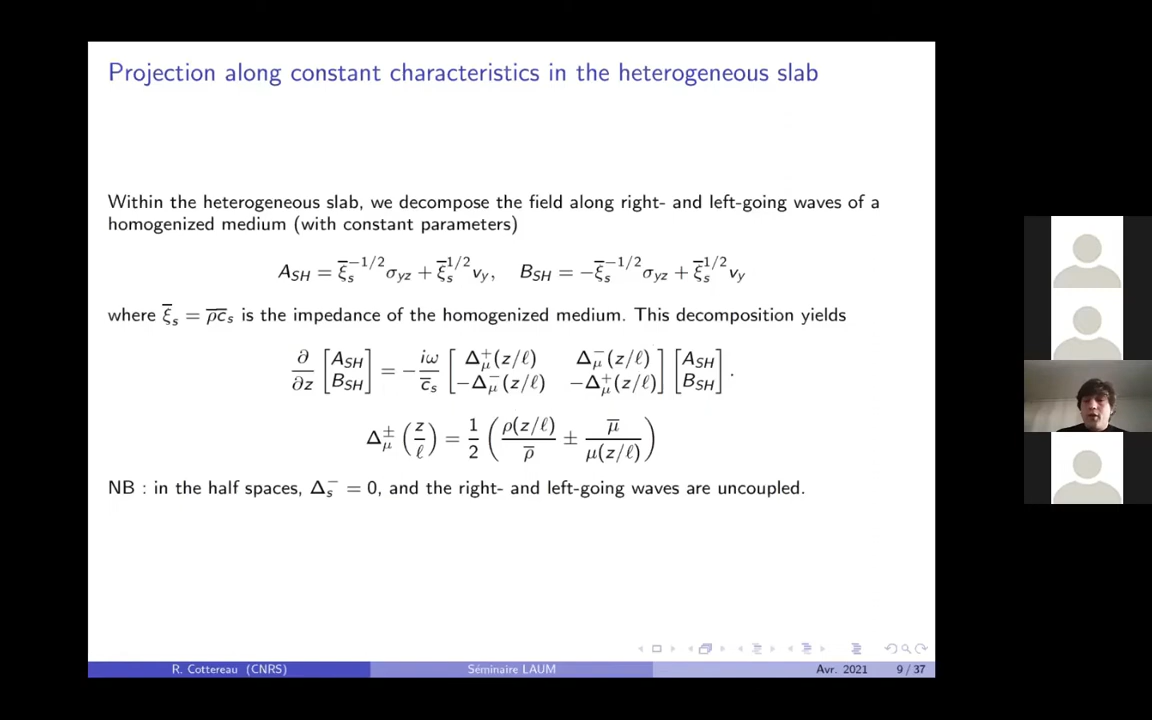 Projection along constant characteristics in the heterogeneous slab
Within the heterogeneous slab, we decompose the field along right- and left-going waves of a
homogenized medium (with constant parameters)
A_SH = ξ̄_s^{-1/2} σ_yz + ξ̄_s^{1/2} v_y,   B_SH = −ξ̄_s^{-1/2} σ_yz + ξ̄_s^{1/2} v_y
where ξ̄_s = ρ̄c̄_s is the impedance of the homogenized medium. This decomposition yields
∂/∂z [A_SH; B_SH] = − iω/c̄_s [Δ_μ^+(z/ℓ)  Δ_μ^−(z/ℓ); −Δ_μ^−(z/ℓ)  −Δ_μ^+(z/ℓ)] [A_SH; B_SH].
Δ_μ^± (z/ℓ) = 1/2 (ρ(z/ℓ)/ρ̄ ± μ̄/μ(z/ℓ))
NB : in the half spaces, Δ_s^− = 0, and the right- and left-going waves are uncoupled.
R. Cottereau (CNRS) Séminaire LAUM Avr. 2021 9 / 37